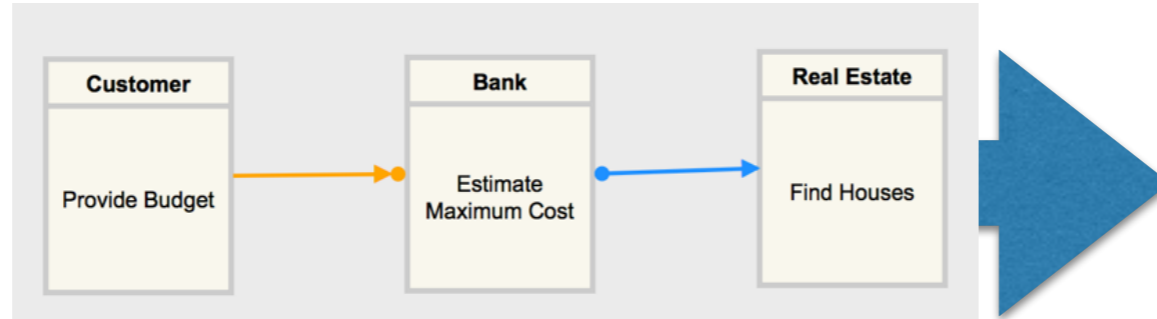 Customer
Provide Budget
Bank
Estimate
Maximum Cost
Real Estate
Find Houses